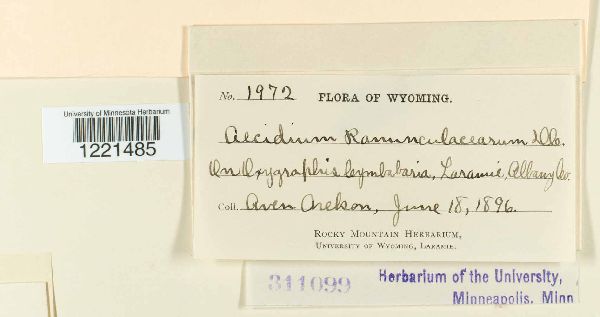 No. 1972 FLORA OF WYOMING.
Aecidium Ranunculacearum DC.
On Oxygraphis Cymbalaria, Laramie, Albany Co.
Coll. Aven Nelson, June 18, 1896.
ROCKY MOUNTAIN HERBARIUM,
UNIVERSITY OF WYOMING, LARAMIE.
University of Minnesota Herbarium
1221485
311099
Herbarium of the University,
Minneapolis, Minn